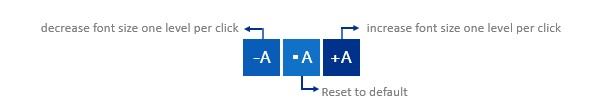 decrease font size one level per click
increase font size one level per click
-A ▪A +A
Reset to default